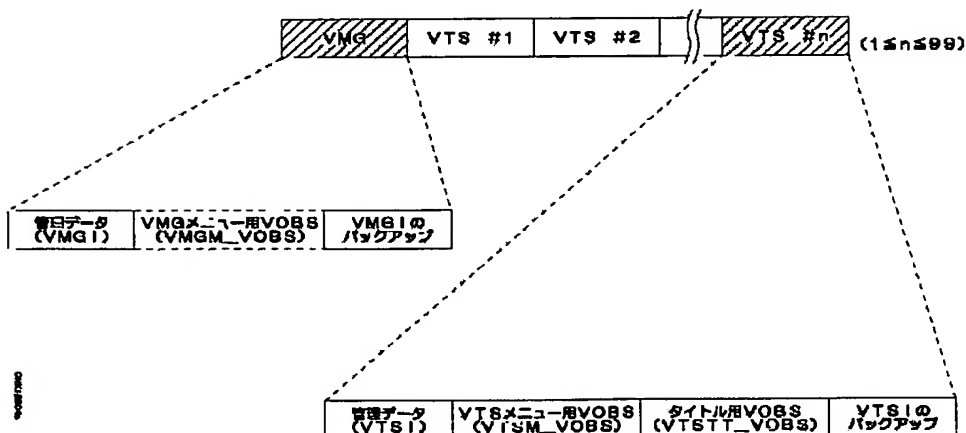 VMG VTS #1 VTS #2 VTS #n (1≦n≦99)
管理データ VMGメニュー用VOBS VMGIの
(VMGI) (VMGM_VOBS) バックアップ
管理データ VTSメニュー用VOBS タイトル用VOBS VTSIの
(VTSI) (VTSM_VOBS) (VTSTT_VOBS) バックアップ